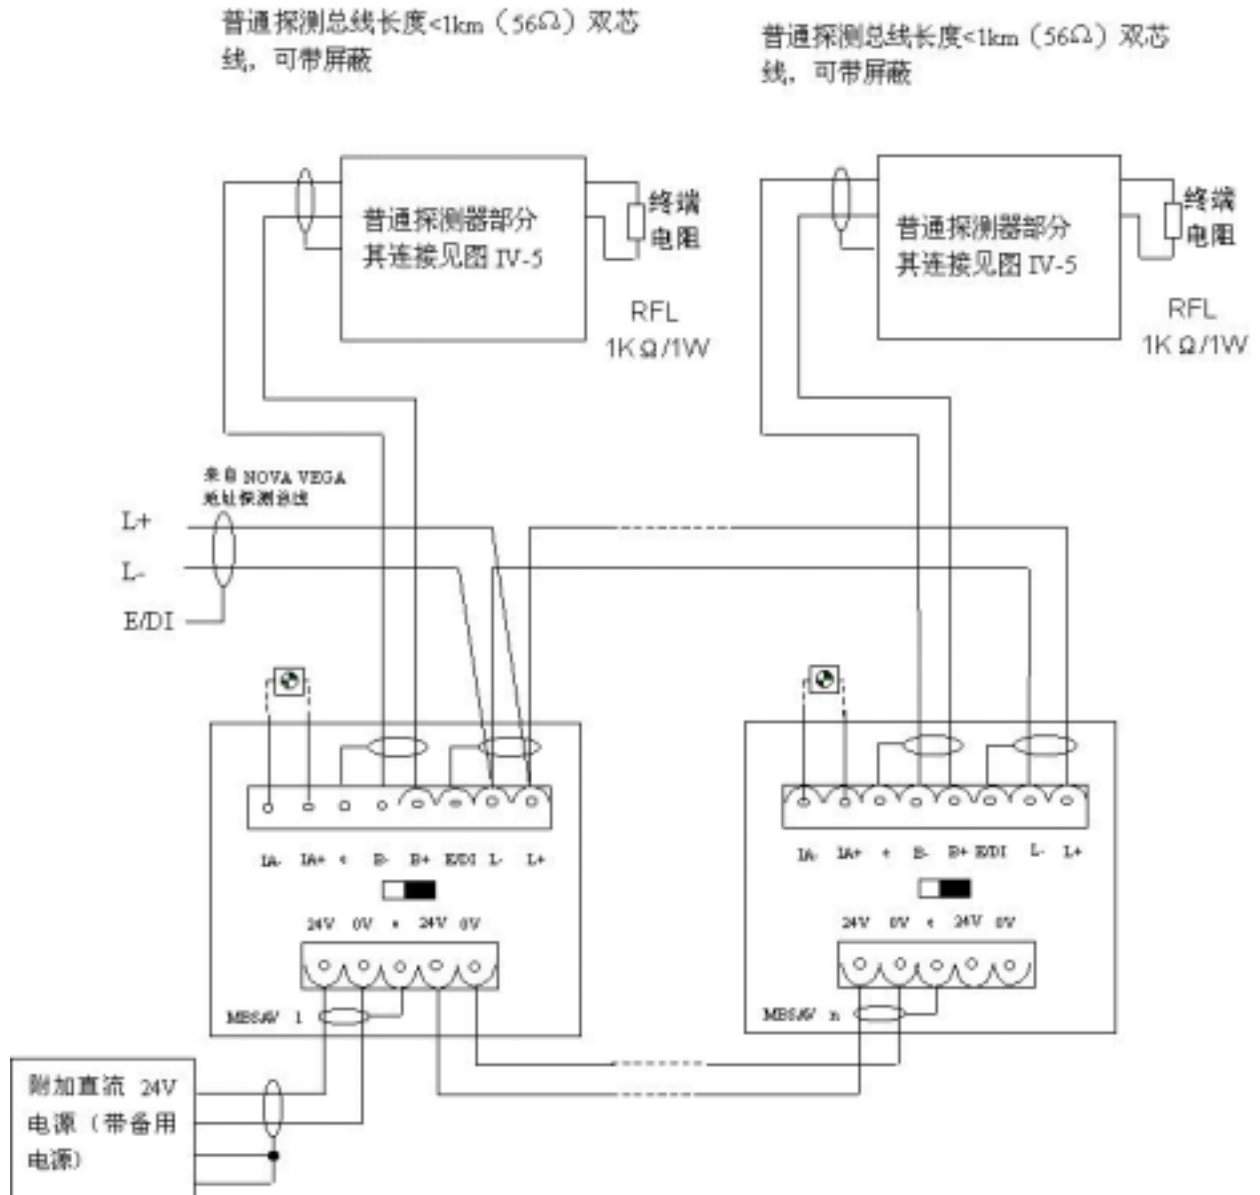 普通探测总线长度<1km（56Ω）双芯
线，可带屏蔽
普通探测总线长度<1km（56Ω）双芯
线，可带屏蔽
普通探测器部分
其连接见图 IV-5
终端
电阻
RFL
1KΩ/1W
普通探测器部分
其连接见图 IV-5
终端
电阻
RFL
1KΩ/1W
来自 NOVA VEGA
地址探测总线
L+
L-
E/DI
IA- IA+ e B- B+ E/DI L- L+
IA- IA+ e B- B+ E/DI L- L+
24V 0V e 24V 0V
24V 0V e 24V 0V
MBSAV 1
MBSAV n
附加直流 24V
电源（带备用
电源）